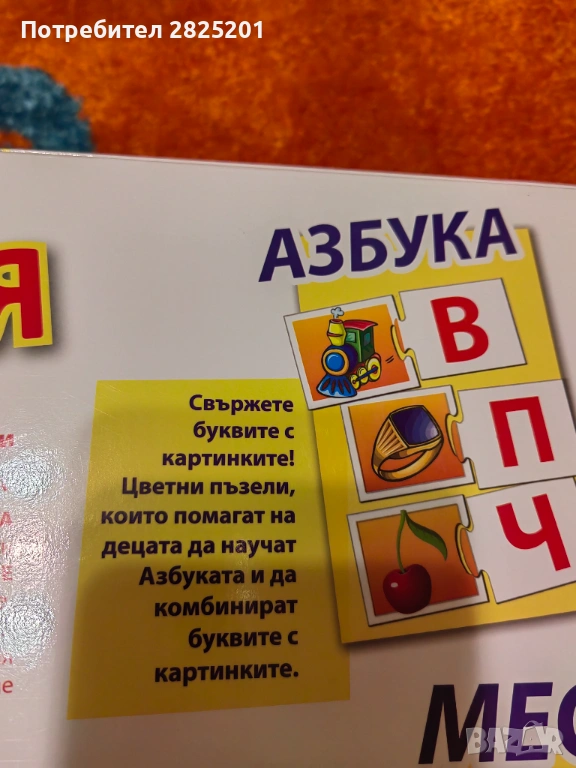 Потребител 2825201
АЗБУКА
Я
В
П
Ч
Свържете
буквите с
картинките!
Цветни пъзели,
които помагат на
децата да научат
Азбуката и да
комбинират
буквите с
картинките.
BAZAR